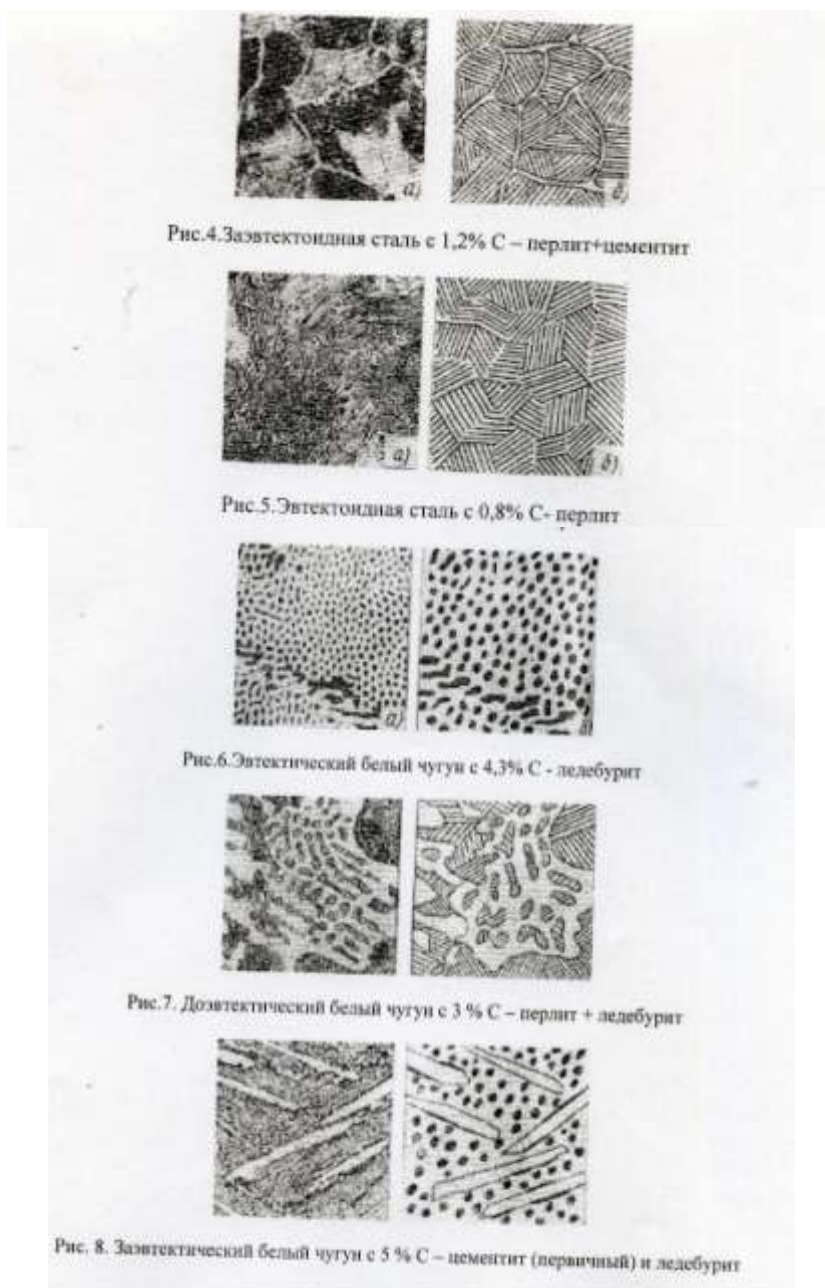 а) б)
Рис.4.Заэвтектоидная сталь с 1,2% С – перлит+цементит
а) б)
Рис.5.Эвтектоидная сталь с 0,8% С- перлит
а)
Рис.6.Эвтектический белый чугун с 4,3% С - ледебурит
Рис.7. Доэвтектический белый чугун с 3 % С – перлит + ледебурит
Рис. 8. Заэвтектический белый чугун с 5 % С – цементит (первичный) и ледебурит